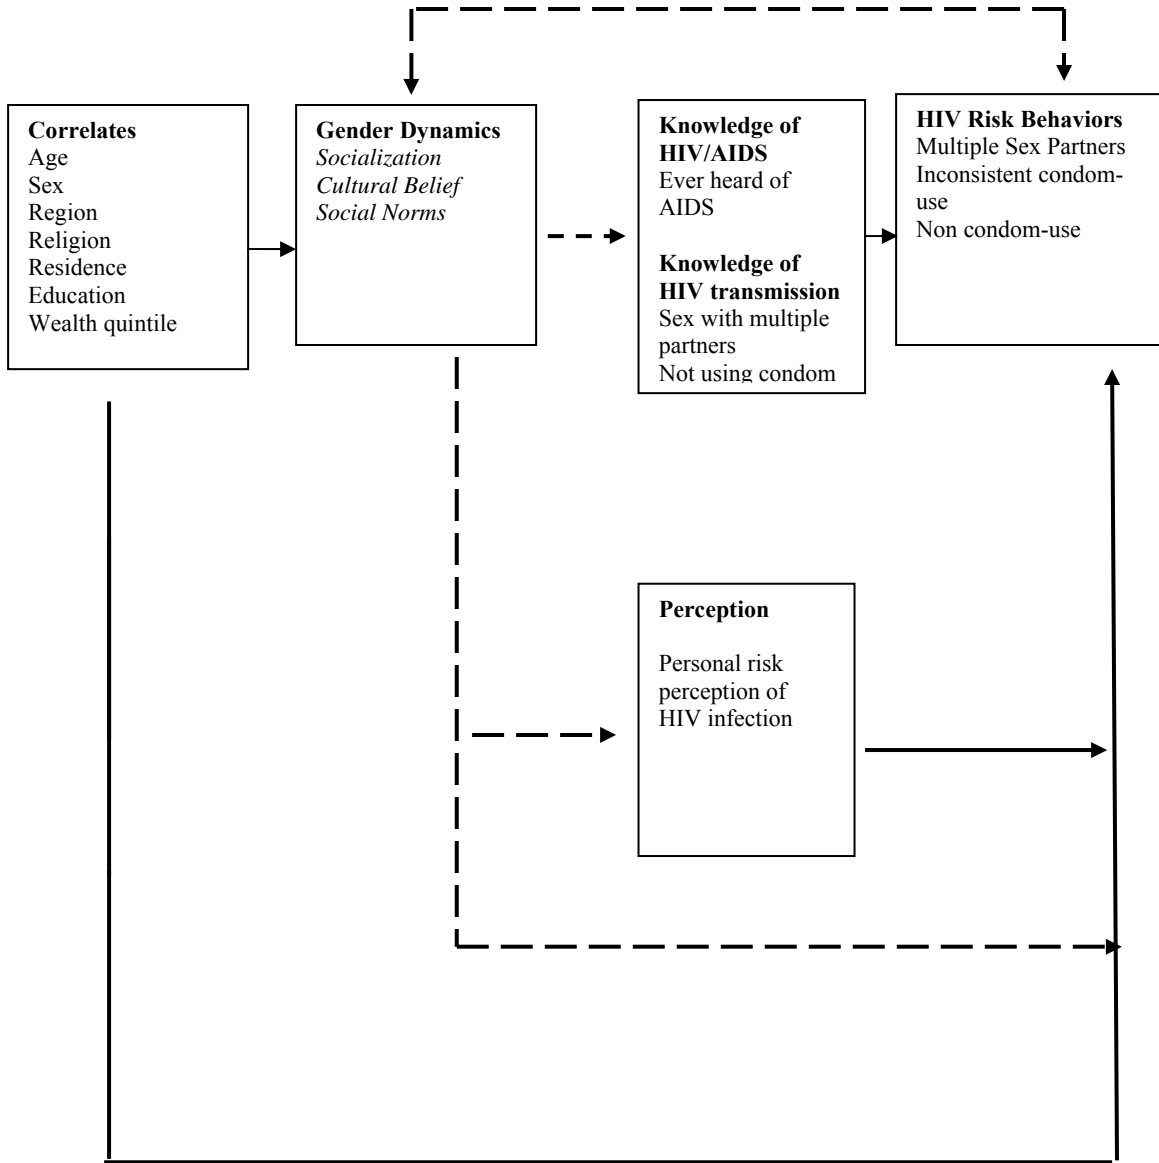 Correlates
Age
Sex
Region
Religion
Residence
Education
Wealth quintile
Gender Dynamics
Socialization
Cultural Belief
Social Norms
Knowledge of
HIV/AIDS
Ever heard of
AIDS
Knowledge of
HIV transmission
Sex with multiple
partners
Not using condom
HIV Risk Behaviors
Multiple Sex Partners
Inconsistent condom-
use
Non condom-use
Perception
Personal risk
perception of
HIV infection